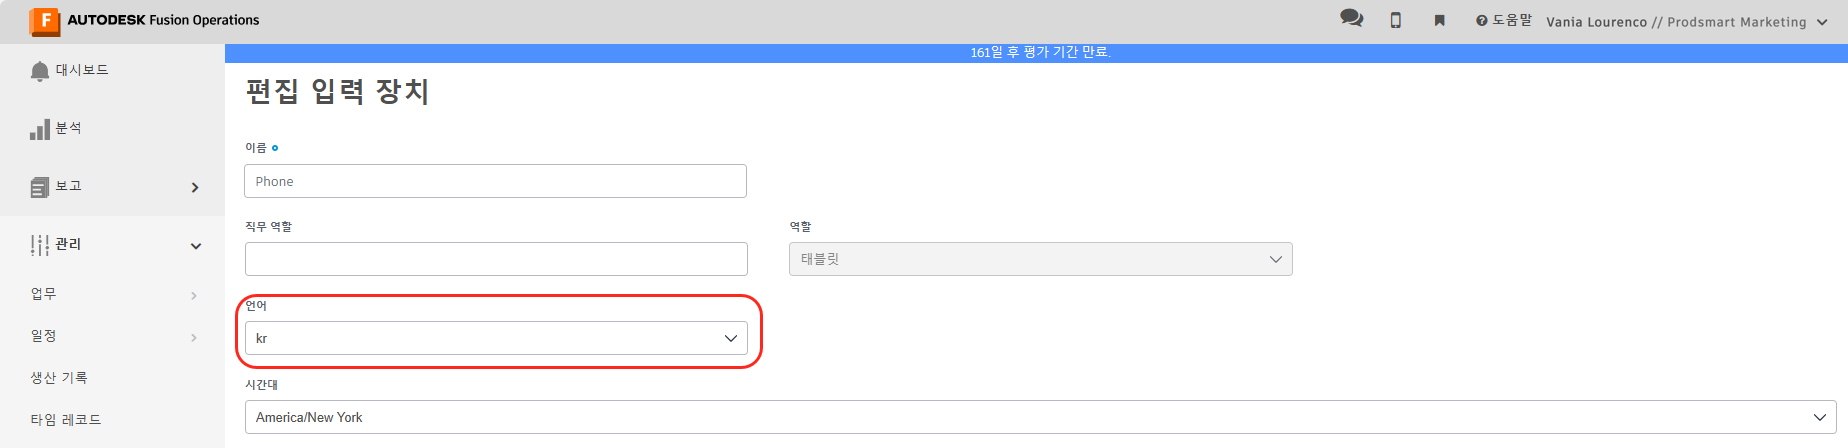 F AUTODESK Fusion Operations
도움말 Vania Lourenco // Prodsmart Marketing
161일 후 평가 기간 만료.
대시보드
분석
보고
관리
업무
일정
생산 기록
타임 레코드
편집 입력 장치
이름
Phone
직무 역할
역할
태블릿
언어
kr
시간대
America/New York